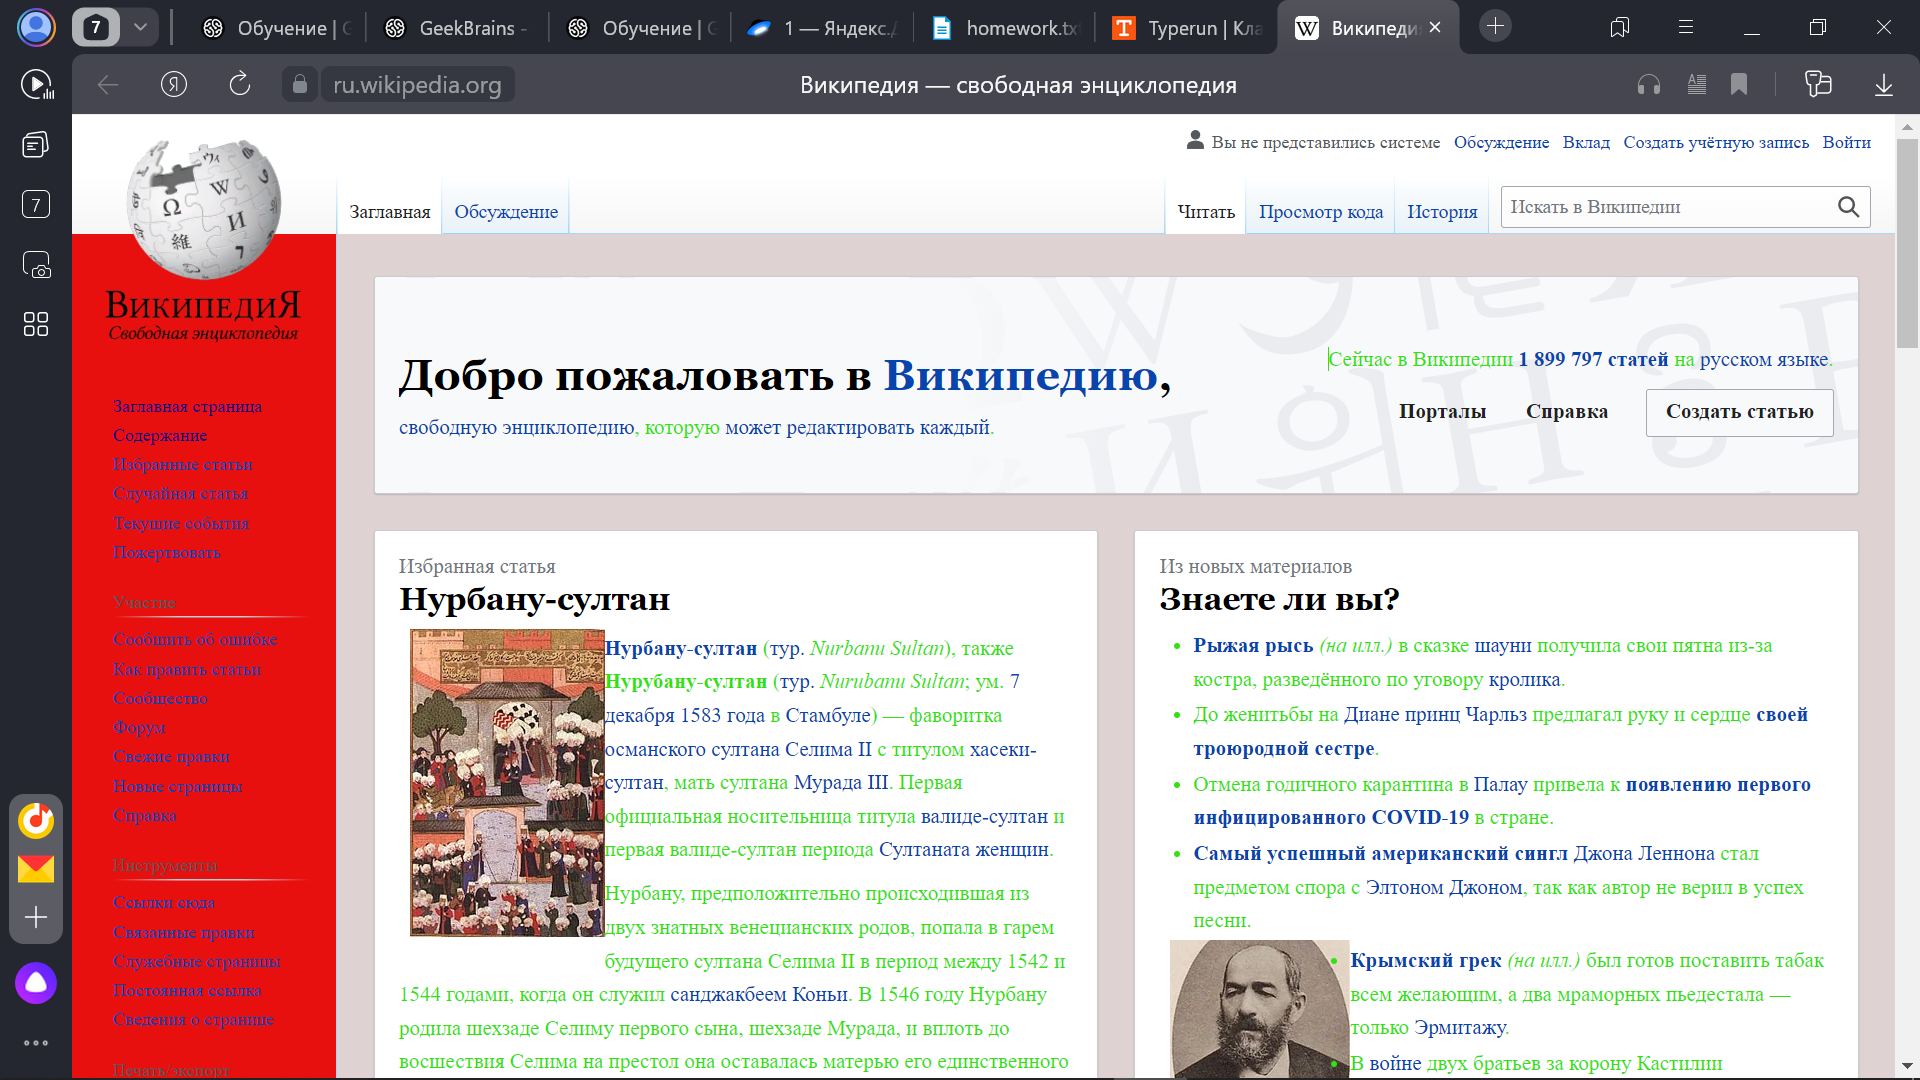 7
Обучение |
GeekBrains -
Обучение |
1 — Яндекс.
homework.tx
Typerun | Кла
Википеди
ru.wikipedia.org
Википедия — свободная энциклопедия
7
Вы не представились системе Обсуждение Вклад Создать учётную запись Войти
Заглавная Обсуждение
Читать Просмотр кода История
Искать в Википедии
ВикипедиЯ
Свободная энциклопедия
Заглавная страница
Содержание
Избранные статьи
Случайная статья
Текущие события
Пожертвовать
Участие
Сообщить об ошибке
Как править статьи
Сообщество
Форум
Свежие правки
Новые страницы
Справка
Инструменты
Ссылки сюда
Связанные правки
Служебные страницы
Постоянная ссылка
Сведения о странице
Печать/экспорт
Добро пожаловать в Википедию,
свободную энциклопедию, которую может редактировать каждый.
Сейчас в Википедии 1 899 797 статей на русском языке.
Порталы Справка Создать статью
Избранная статья
Нурбану-султан
Нурбану-султан (тур. Nurbanu Sultan), также
Нурубану-султан (тур. Nurubanu Sultan; ум. 7
декабря 1583 года в Стамбуле) — фаворитка
османского султана Селима II с титулом хасеки-
султан, мать султана Мурада III. Первая
официальная носительница титула валиде-султан и
первая валиде-султан периода Султаната женщин.
Нурбану, предположительно происходившая из
двух знатных венецианских родов, попала в гарем
будущего султана Селима II в период между 1542 и
1544 годами, когда он служил санджакбеем Коньи. В 1546 году Нурбану
родила шехзаде Селиму первого сына, шехзаде Мурада, и вплоть до
восшествия Селима на престол она оставалась матерью его единственного
Из новых материалов
Знаете ли вы?
Рыжая рысь (на илл.) в сказке шауни получила свои пятна из-за
костра, разведённого по уговору кролика.
До женитьбы на Диане принц Чарльз предлагал руку и сердце своей
троюродной сестре.
Отмена годичного карантина в Палау привела к появлению первого
инфицированного COVID-19 в стране.
Самый успешный американский сингл Джона Леннона стал
предметом спора с Элтоном Джоном, так как автор не верил в успех
песни.
Крымский грек (на илл.) был готов поставить табак
всем желающим, а два мраморных пьедестала —
только Эрмитажу.
В войне двух братьев за корону Кастилии